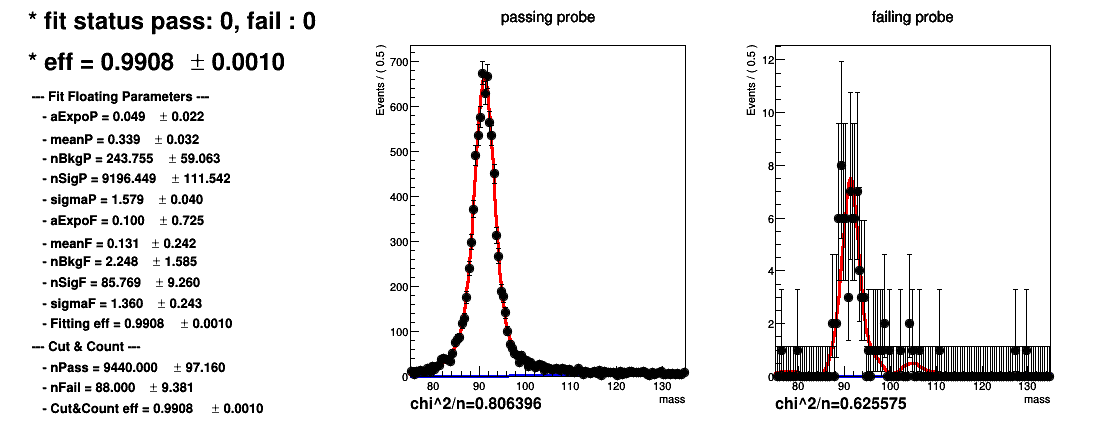 * fit status pass: 0, fail : 0
* eff = 0.9908 ± 0.0010
--- Fit Floating Parameters ---
- aExpoP = 0.049 ± 0.022
- meanP = 0.339 ± 0.032
- nBkgP = 243.755 ± 59.063
- nSigP = 9196.449 ± 111.542
- sigmaP = 1.579 ± 0.040
- aExpoF = 0.100 ± 0.725
- meanF = 0.131 ± 0.242
- nBkgF = 2.248 ± 1.585
- nSigF = 85.769 ± 9.260
- sigmaF = 1.360 ± 0.243
- Fitting eff = 0.9908 ± 0.0010
--- Cut & Count ---
- nPass = 9440.000 ± 97.160
- nFail = 88.000 ± 9.381
- Cut&Count eff = 0.9908 ± 0.0010
passing probe
Events / ( 0.5 )
700
600
500
400
300
200
100
0
80 90 100 110 120 130
mass
chi^2/n=0.806396
failing probe
Events / ( 0.5 )
12
10
8
6
4
2
0
80 90 100 110 120 130
mass
chi^2/n=0.625575